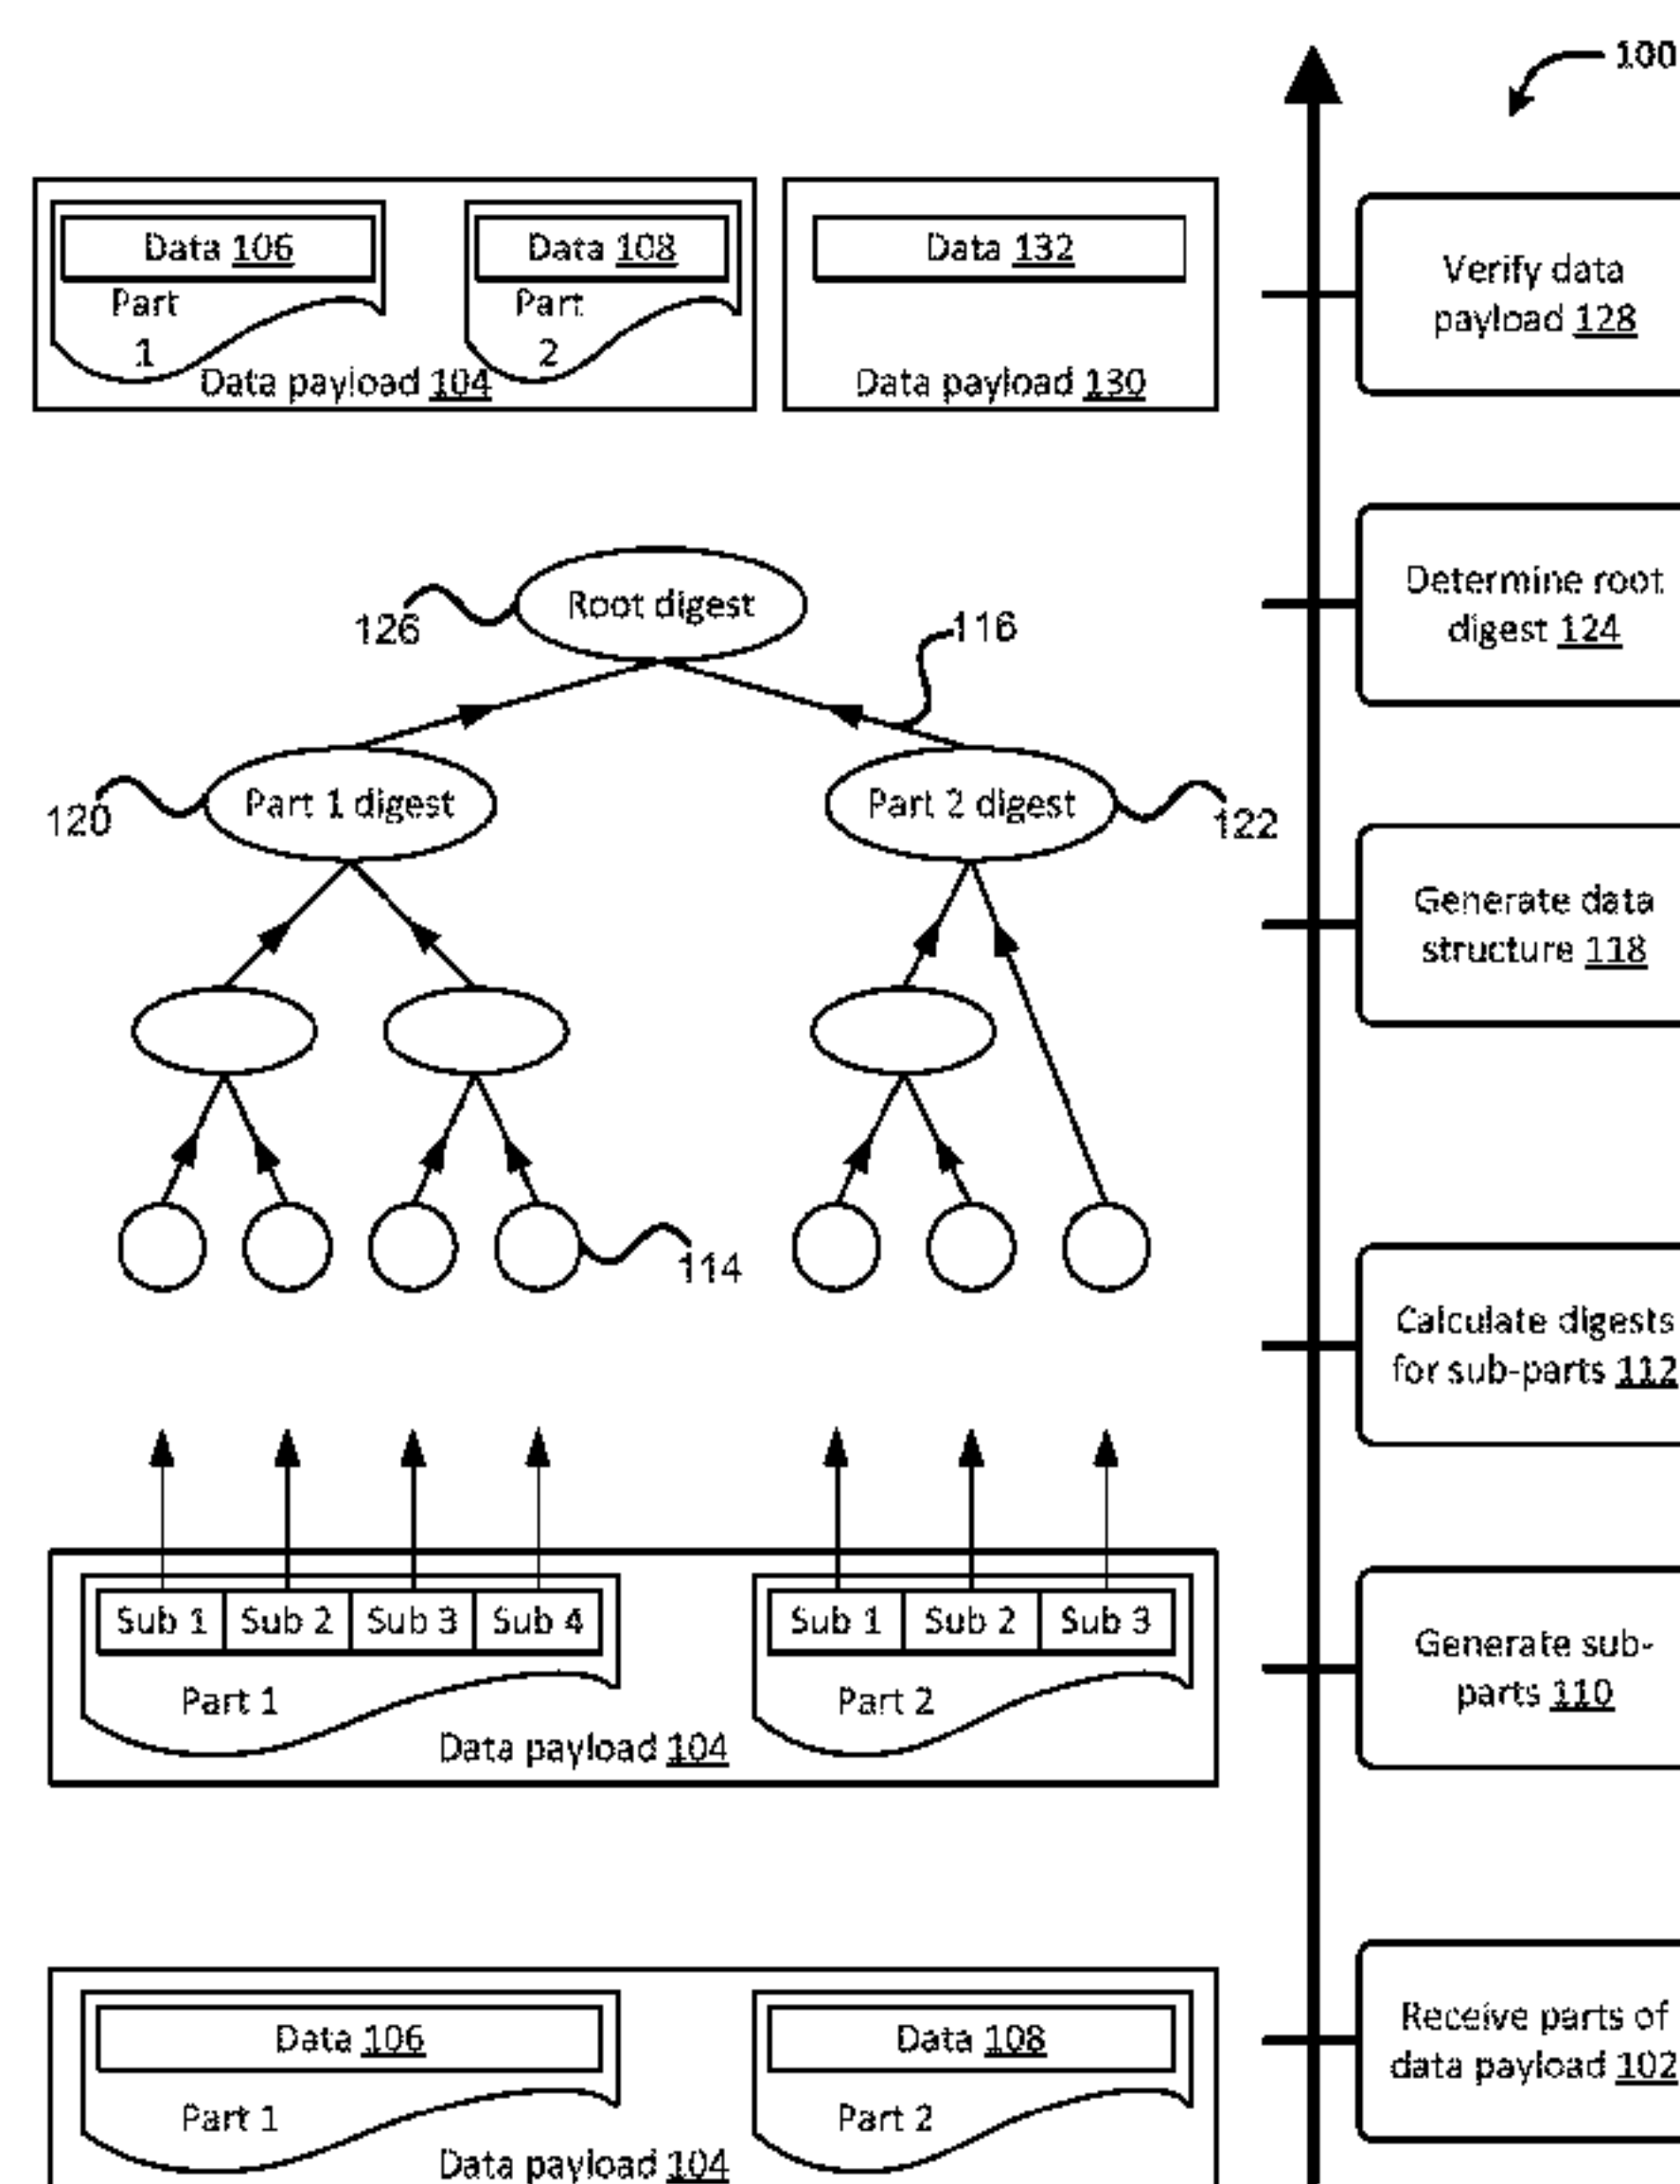 100
Data 106
Data 108
Data 132
Verify data
payload 128
Part
1
Part
2
Data payload 104
Data payload 130
Root digest
126
116
Determine root
digest 124
Part 1 digest
120
Part 2 digest
122
Generate data
structure 118
114
Calculate digests
for sub-parts 112
Sub 1 Sub 2 Sub 3 Sub 4
Sub 1 Sub 2 Sub 3
Part 1
Part 2
Data payload 104
Generate sub-
parts 110
Data 106
Data 108
Part 1
Part 2
Data payload 104
Receive parts of
data payload 102